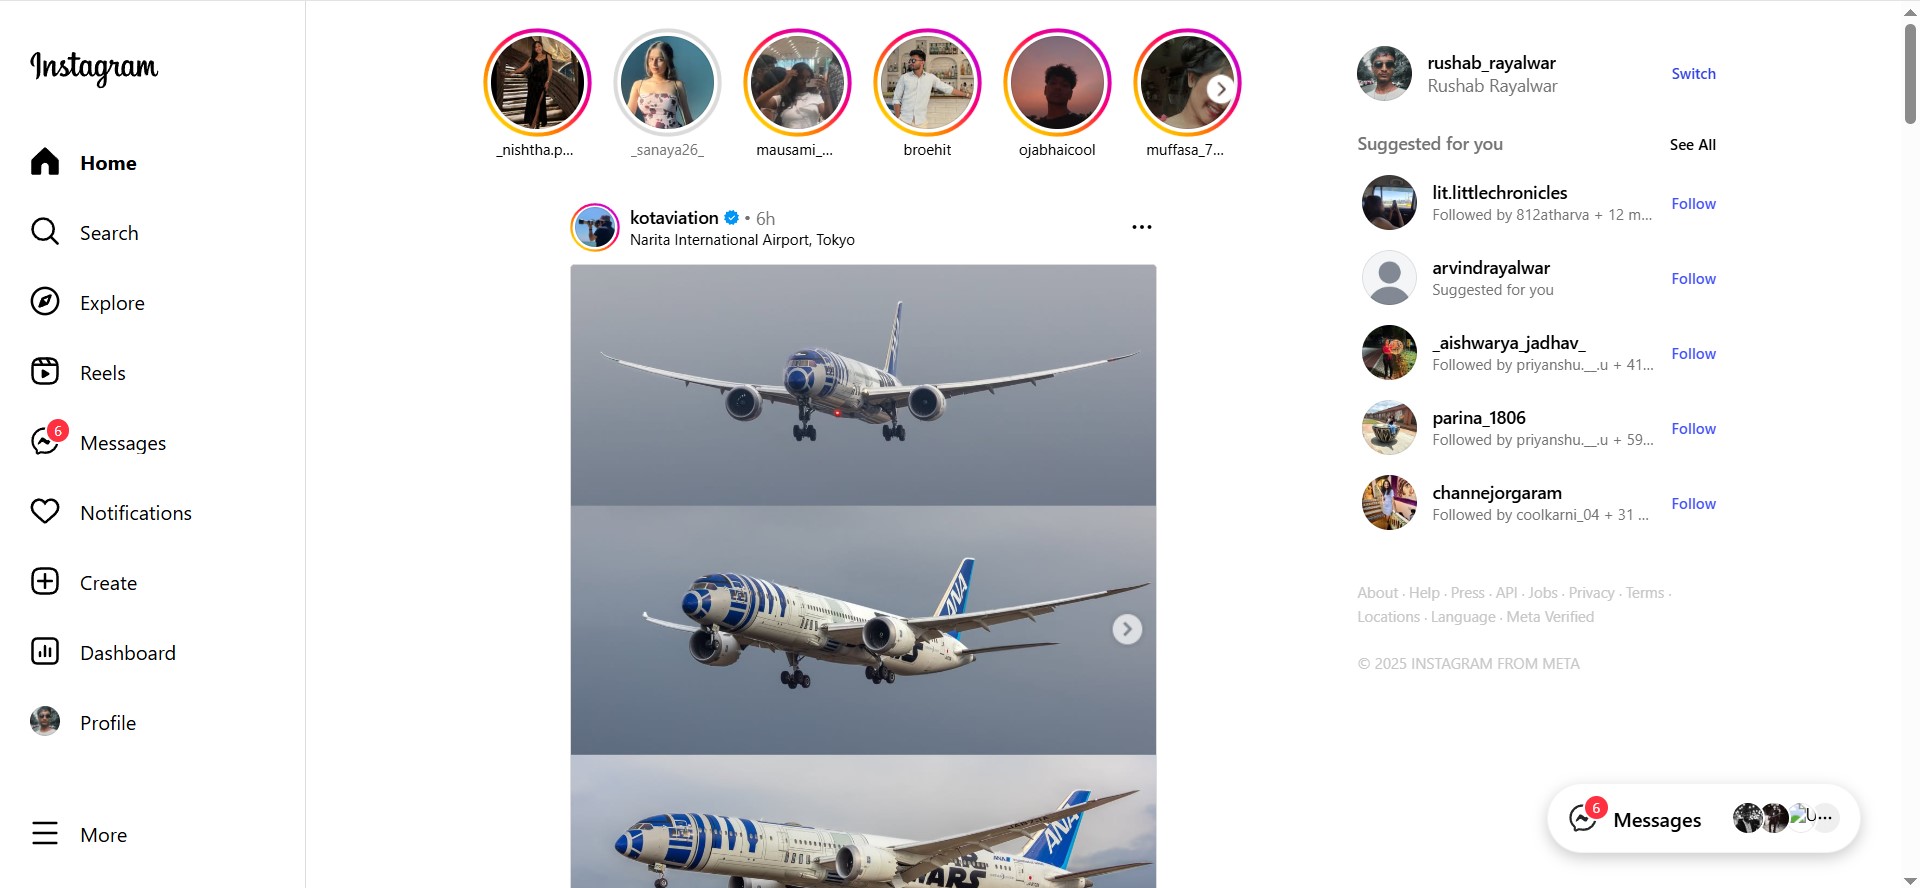 Instagram
Home
Search
Explore
Reels
6
Messages
Notifications
Create
Dashboard
Profile
More
_nishtha.p...
_sanaya26_
mausami_...
broehit
ojabhaicool
muffasa_7...
kotaviation • 6h
Narita International Airport, Tokyo
ANA
ANA
WARS
rushab_rayalwar
Rushab Rayalwar
Switch
Suggested for you
See All
lit.littlechronicles
Followed by 812atharva + 12 m...
Follow
arvindrayalwar
Suggested for you
Follow
_aishwarya_jadhav_
Followed by priyanshu.__.u + 41...
Follow
parina_1806
Followed by priyanshu.__.u + 59...
Follow
channejorgaram
Followed by coolkarni_04 + 31 ...
Follow
About · Help · Press · API · Jobs · Privacy · Terms ·
Locations · Language · Meta Verified
© 2025 INSTAGRAM FROM META
6
Messages